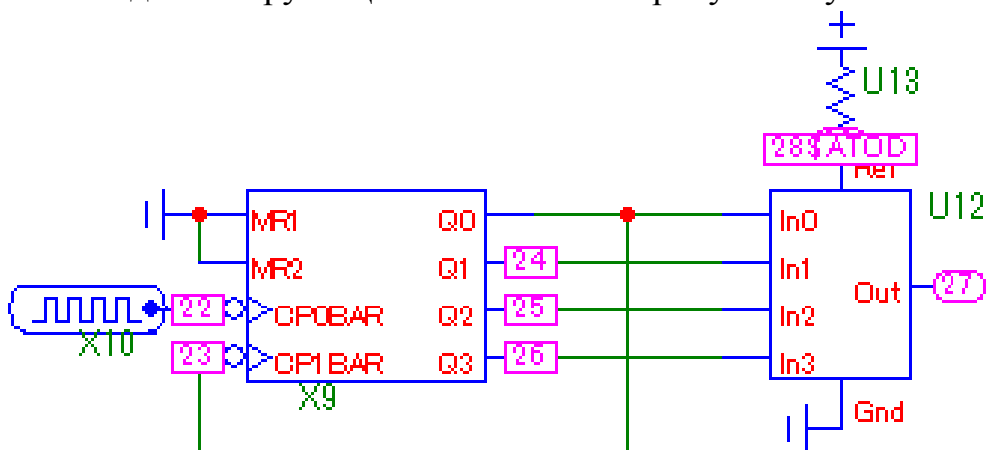 +
U13
28$ATOD
Ref
U12
MR1 Q0 In0
MR2 Q1 24 In1
22 CP0BAR Q2 25 In2
Out 27
X10
23 CP1BAR Q3 26 In3
X9
Gnd